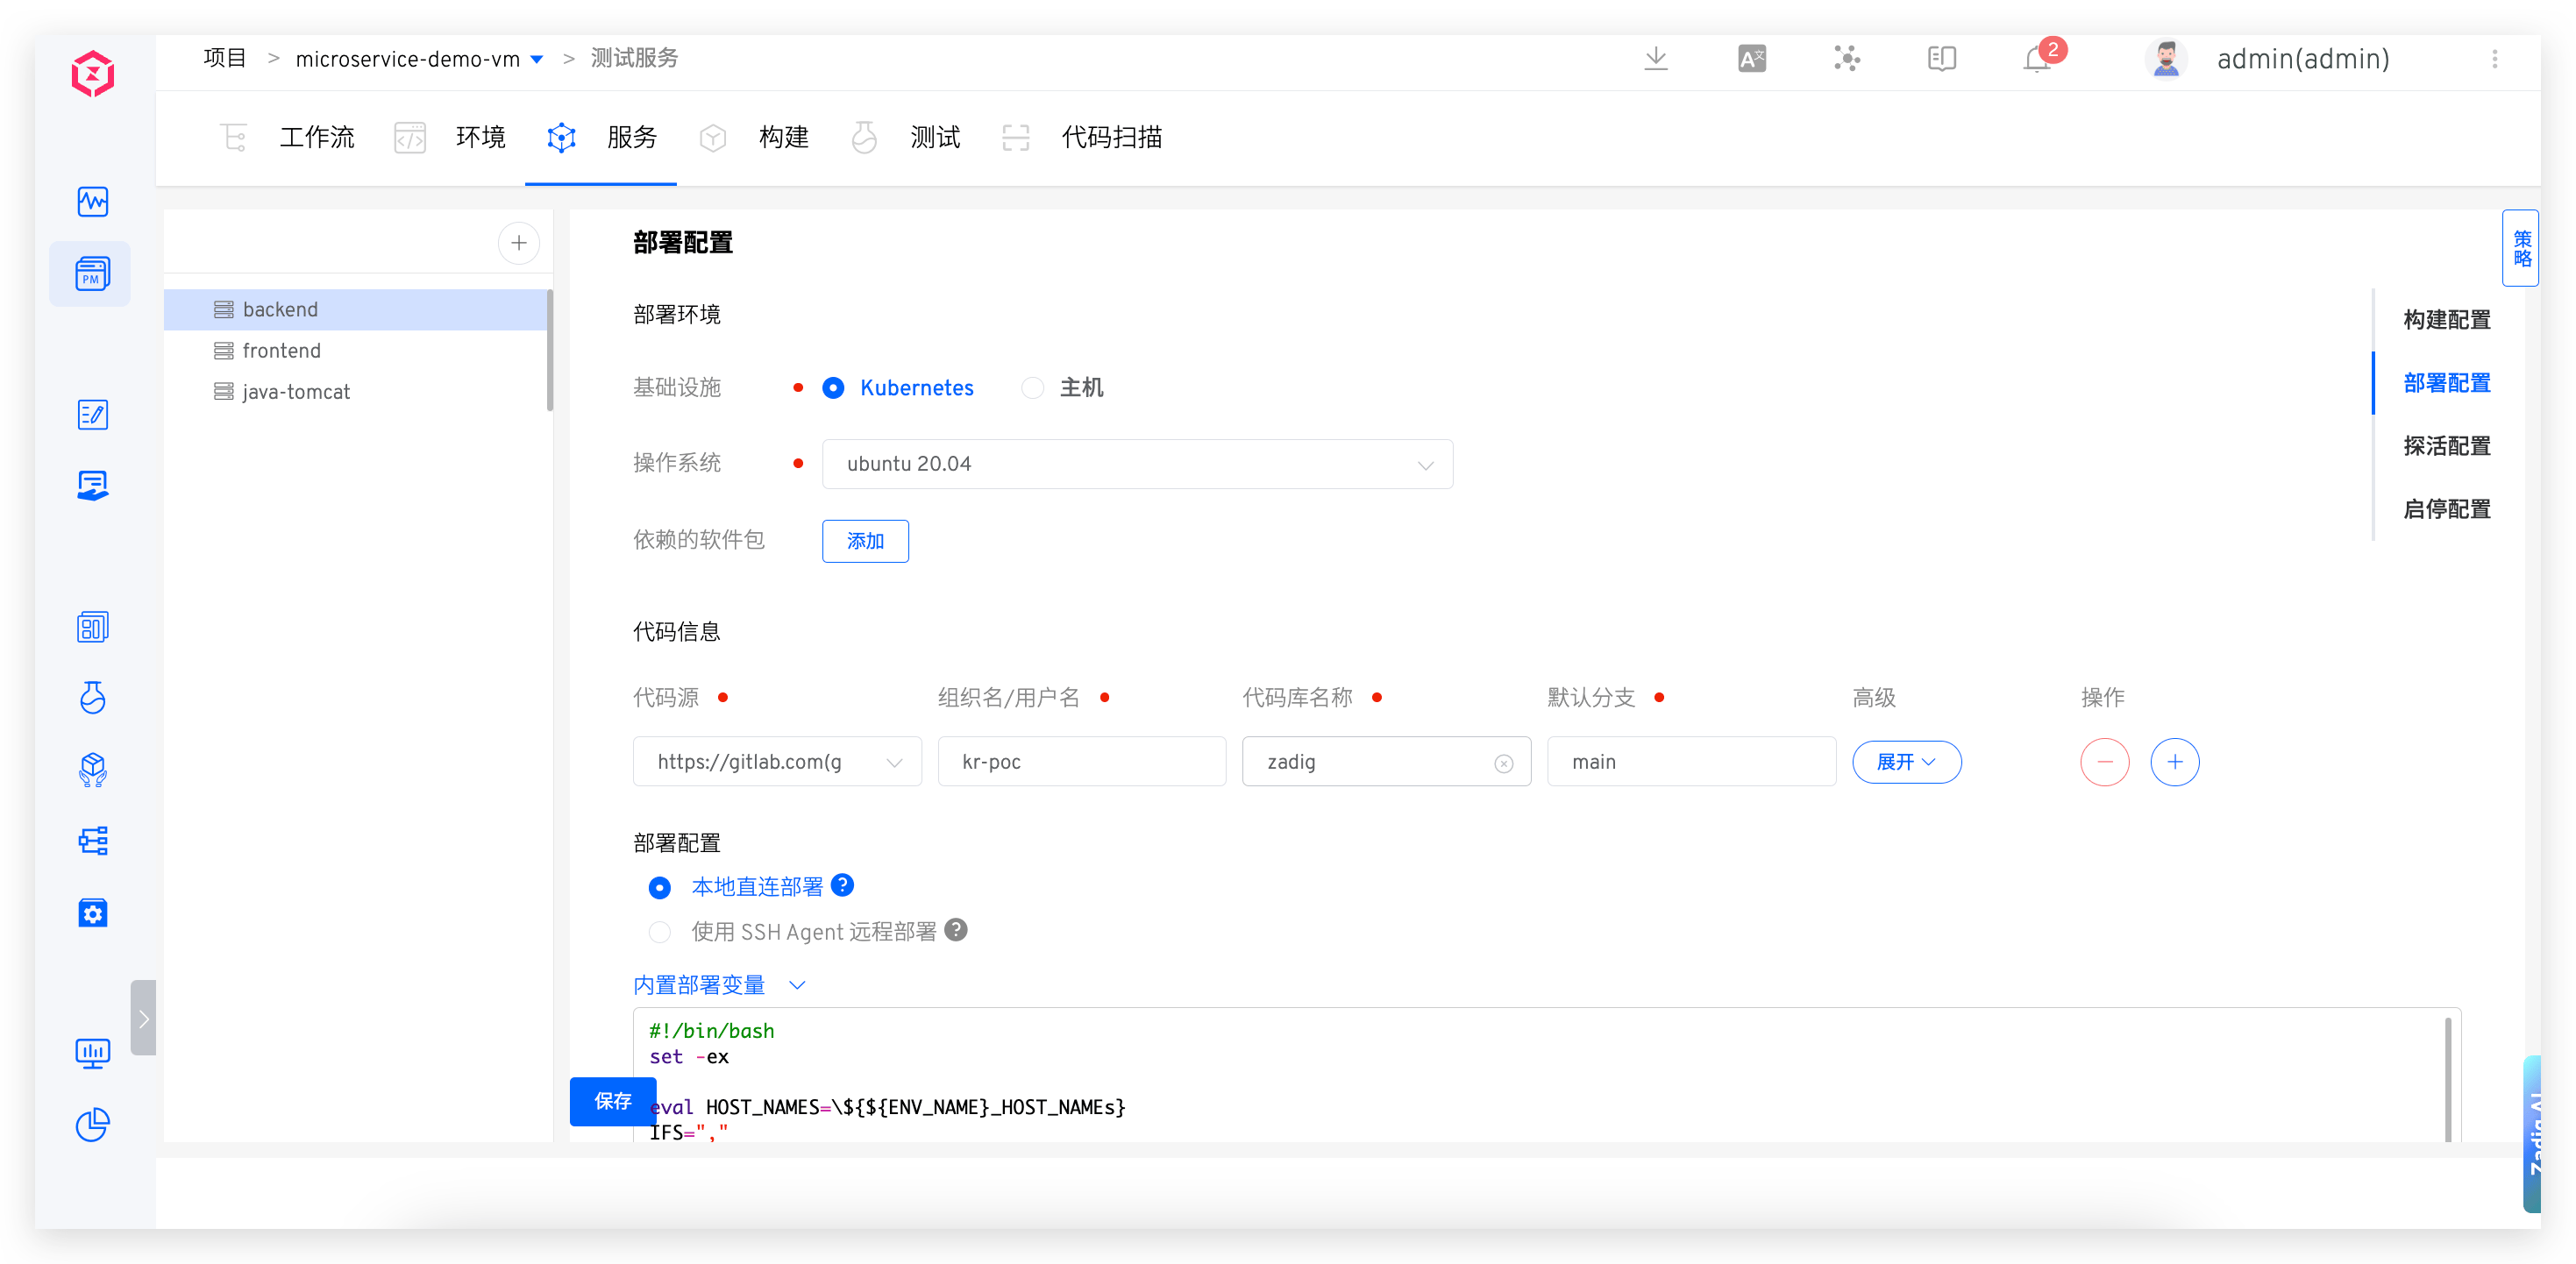 项目 > microservice-demo-vm > 测试服务
2
admin(admin)
工作流 环境 服务 构建 测试 代码扫描
PM
backend
frontend
java-tomcat
部署配置
策略
部署环境
基础设施 Kubernetes 主机
操作系统 ubuntu 20.04
依赖的软件包 添加
构建配置
部署配置
探活配置
启停配置
代码信息
代码源 组织名/用户名 代码库名称 默认分支 高级 操作
https://gitlab.com(g kr-poc zadig main 展开
部署配置
本地直连部署
使用 SSH Agent 远程部署
内置部署变量
#!/bin/bash
set -ex
保存
eval HOST_NAMES=\${${ENV_NAME}_HOST_NAMEs}
IFS=","
Zadig AI